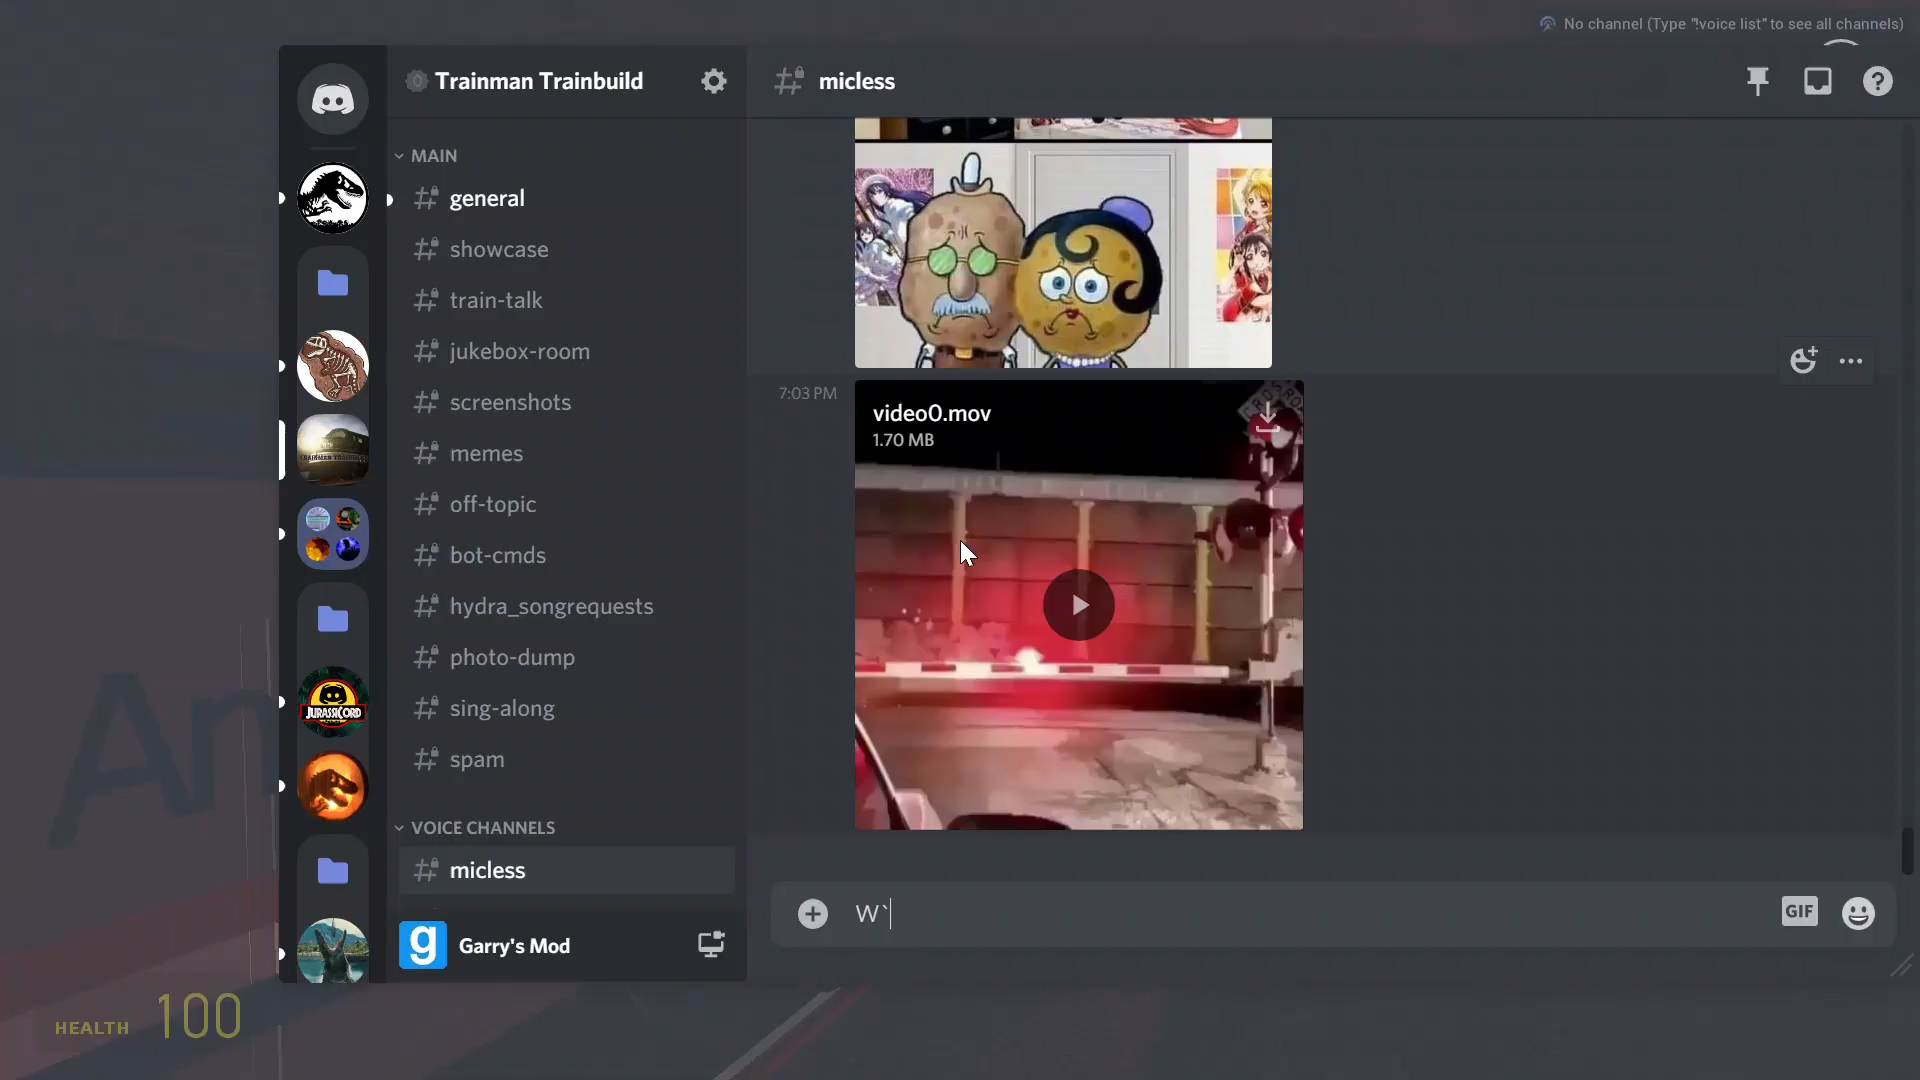 No channel (Type "!voice list" to see all channels)
Trainman Trainbuild
micless
MAIN
general
showcase
train-talk
jukebox-room
screenshots
memes
off-topic
bot-cmds
hydra_songrequests
photo-dump
sing-along
spam
VOICE CHANNELS
micless
Garry's Mod
7:03 PM
video0.mov
1.70 MB
W`
GIF
JURASSICORD
An
HEALTH 100